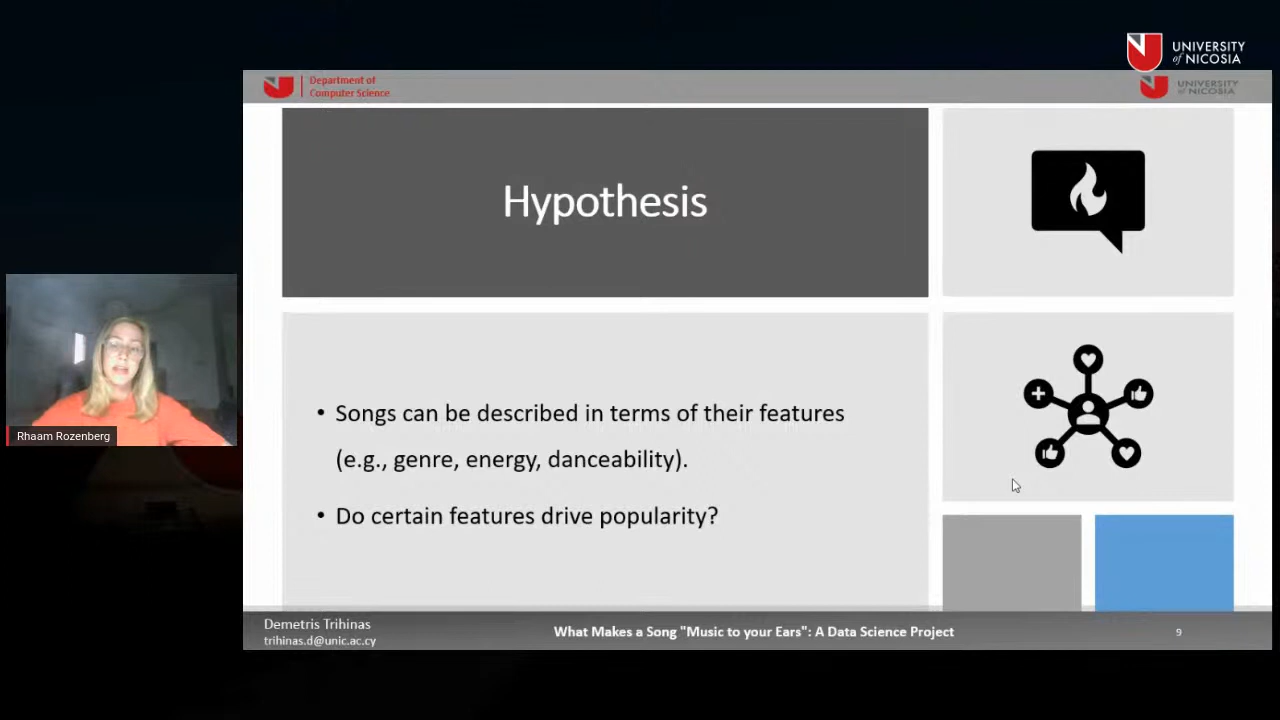 UNIVERSITY
of NICOSIA
Department of
Computer Science
UNIVERSITY
of NICOSIA
Hypothesis
• Songs can be described in terms of their features
(e.g., genre, energy, danceability).
• Do certain features drive popularity?
Rhaam Rozenberg
Demetris Trihinas
trihinas.d@unic.ac.cy
What Makes a Song "Music to your Ears": A Data Science Project
9